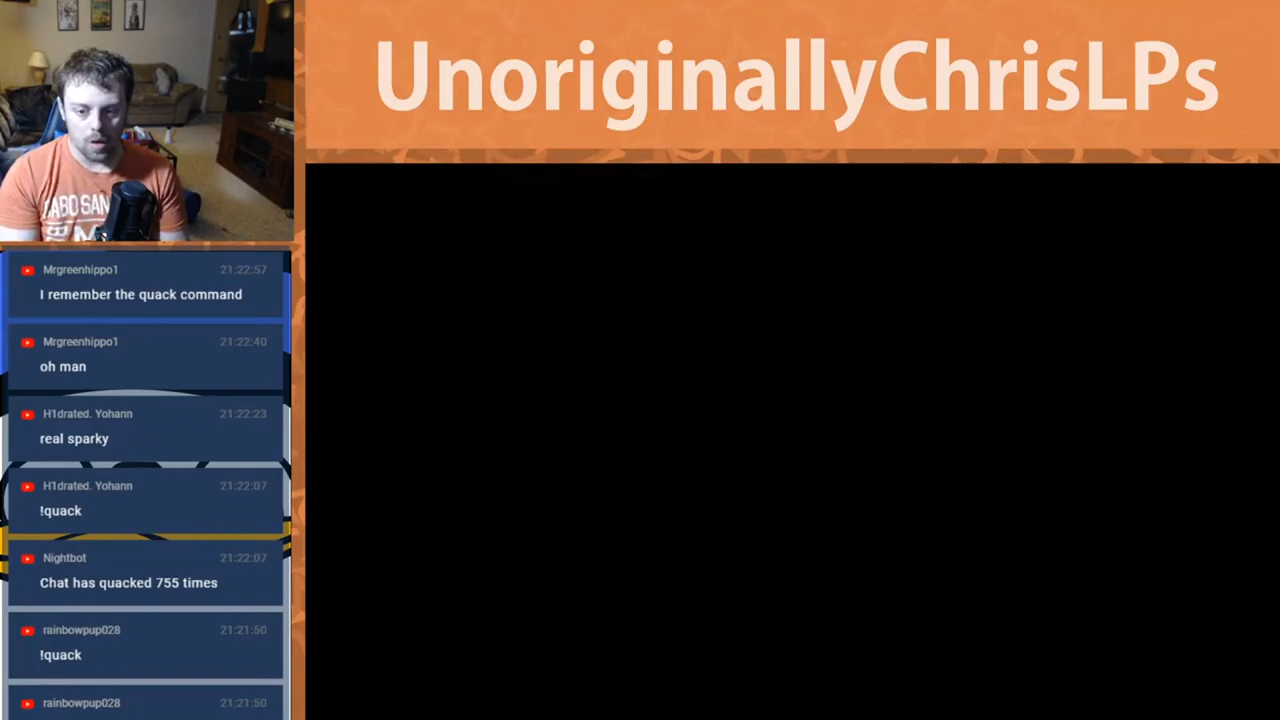 UnoriginallyChrisLPs
Mrgreenhippo1 21:22:57
I remember the quack command
Mrgreenhippo1 21:22:40
oh man
H1drated. Yohann 21:22:23
real sparky
H1drated. Yohann 21:22:07
!quack
Nightbot 21:22:07
Chat has quacked 755 times
rainbowpup028 21:21:50
!quack
rainbowpup028 21:21:50